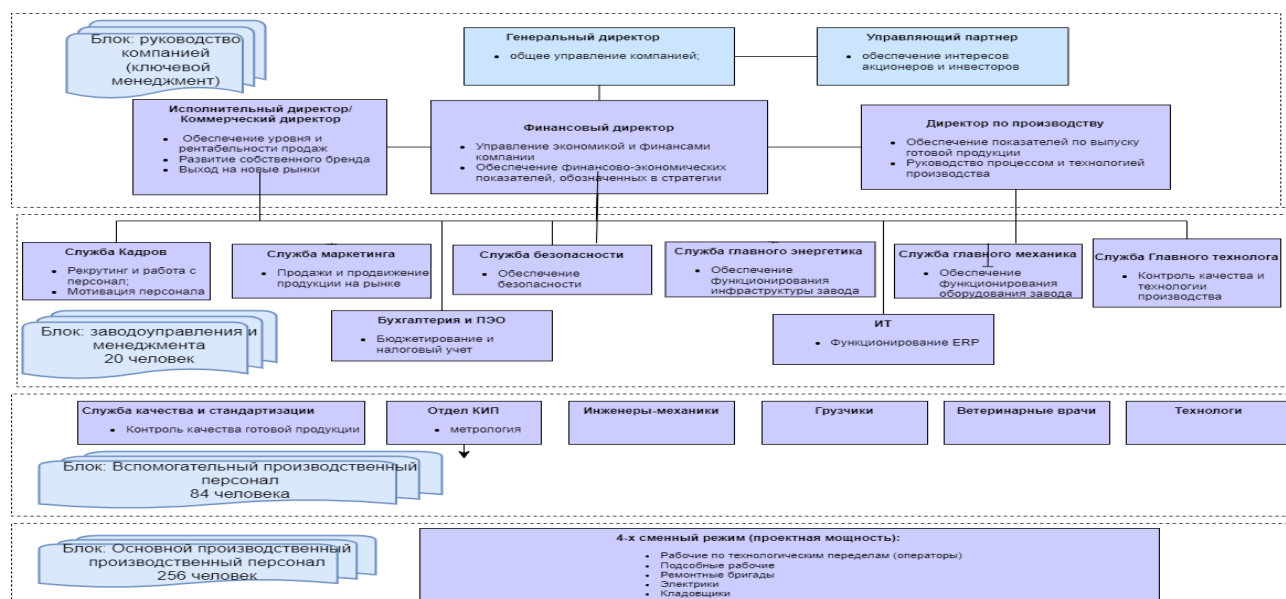 Блок: руководство
компанией
(ключевой
менеджмент)
Генеральный директор
общее управление компанией;
Управляющий партнер
обеспечение интересов
акционеров и инвесторов
Исполнительный директор/
Коммерческий директор
Обеспечение уровня и
рентабельности продаж
Развитие собственного бренда
Выход на новые рынки
Финансовый директор
Управление экономикой и финансами
компании
Обеспечение финансово-экономических
показателей, обозначенных в стратегии
Директор по производству
Обеспечение показателей по выпуску
готовой продукции
Руководство процессом и технологией
производства
Служба Кадров
Рекрутинг и работа с
персонал;
Мотивация персонала
Служба маркетинга
Продажи и продвижение
продукции на рынке
Служба безопасности
Обеспечение
безопасности
Служба главного энергетика
Обеспечение
функционирования
инфраструктуры завода
Служба главного механика
Обеспечение
функционирования
оборудования завода
Служба Главного технолога
Контроль качества и
технологии
производства
Блок: заводоуправления и
менеджмента
20 человек
Бухгалтерия и ПЭО
Бюджетирование и
налоговый учет
ИТ
Функционирование ERP
Служба качества и стандартизации
Контроль качества готовой продукции
Отдел КИП
метрология
Инженеры-механики
Грузчики
Ветеринарные врачи
Технологи
Блок: Вспомогательный производственный
персонал
84 человека
Блок: Основной производственный
производственный персонал
256 человек
4-х сменный режим (проектная мощность):
Рабочие по технологическим переделам (операторы)
Подсобные рабочие
Ремонтные бригады
Электрики
Кладовщики